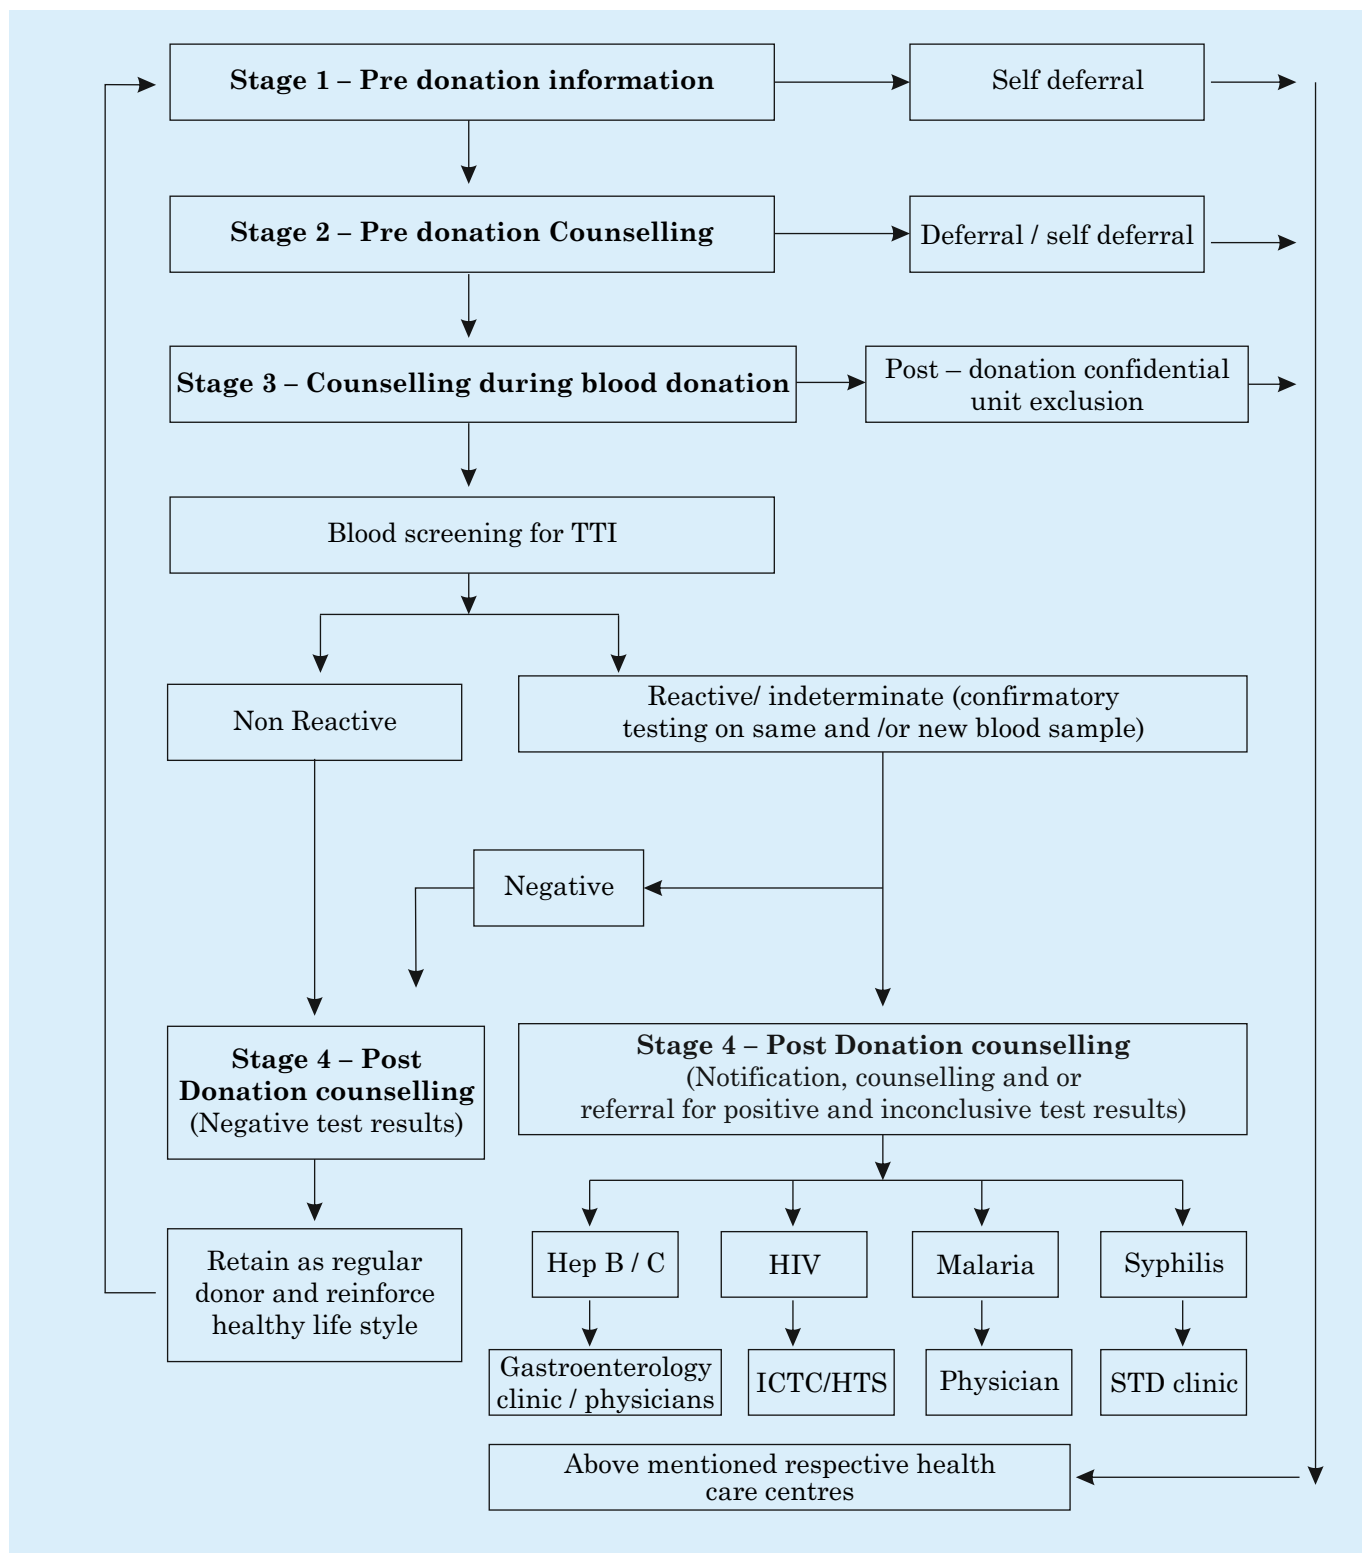 Stage 1 – Pre donation information
Self deferral
Stage 2 – Pre donation Counselling
Deferral / self deferral
Stage 3 – Counselling during blood donation
Post – donation confidential
unit exclusion
Blood screening for TTI
Non Reactive
Reactive/ indeterminate (confirmatory
testing on same and /or new blood sample)
Negative
Stage 4 – Post
Donation counselling
(Negative test results)
Stage 4 – Post Donation counselling
(Notification, counselling and or
referral for positive and inconclusive test results)
Retain as regular
donor and reinforce
healthy life style
Hep B / C
HIV
Malaria
Syphilis
Gastroenterology
clinic / physicians
ICTC/HTS
Physician
STD clinic
Above mentioned respective health
care centres